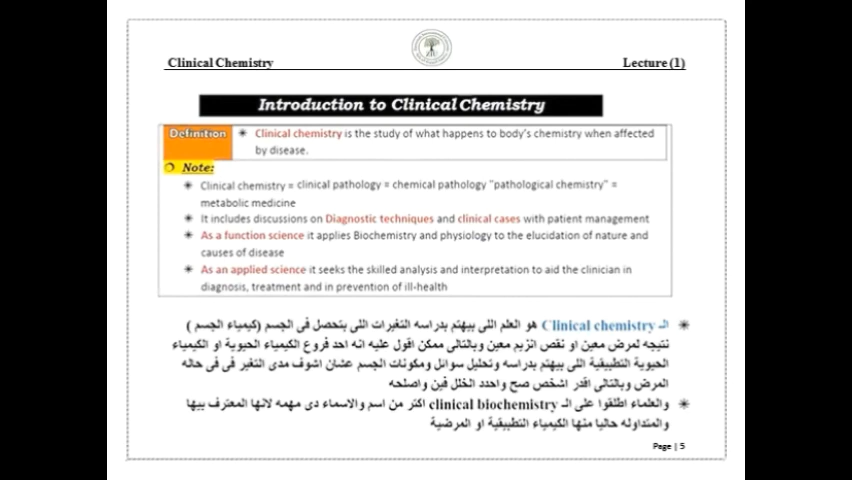 Clinical Chemistry Lecture (1)
Introduction to Clinical Chemistry
Definition
Clinical chemistry is the study of what happens to body's chemistry when affected
by disease.
Note:
Clinical chemistry = clinical pathology = chemical pathology "pathological chemistry" =
metabolic medicine
It includes discussions on Diagnostic techniques and clinical cases with patient management
As a function science it applies Biochemistry and physiology to the elucidation of nature and
causes of disease
As an applied science it seeks the skilled analysis and interpretation to aid the clinician in
diagnosis, treatment and in prevention of ill-health
الـ Clinical chemistry هو العلم اللى بيهتم بدراسه التغيرات اللى بتحصل فى الجسم (كيمياء الجسم )
نتيجه لمرض معين او نقص انزيم معين وبالتالى ممكن اقول عليه انه احد فروع الكيمياء الحيوية او الكيمياء
الحيوية التطبيقية اللى بيهتم بدراسه وتحليل سوائل ومكونات الجسم عشان اشوف مدى التغير فى فى حاله
المرض وبالتالى اقدر اشخص صح واحدد الخلل فين واصلحه
والعلماء اطلقوا على الـ clinical biochemistry اكتر من اسم والاسماء دى مهمه لانها المعترف بيها
والمتداوله حاليا منها الكيمياء التطبيقية او المرضية
Page | 5